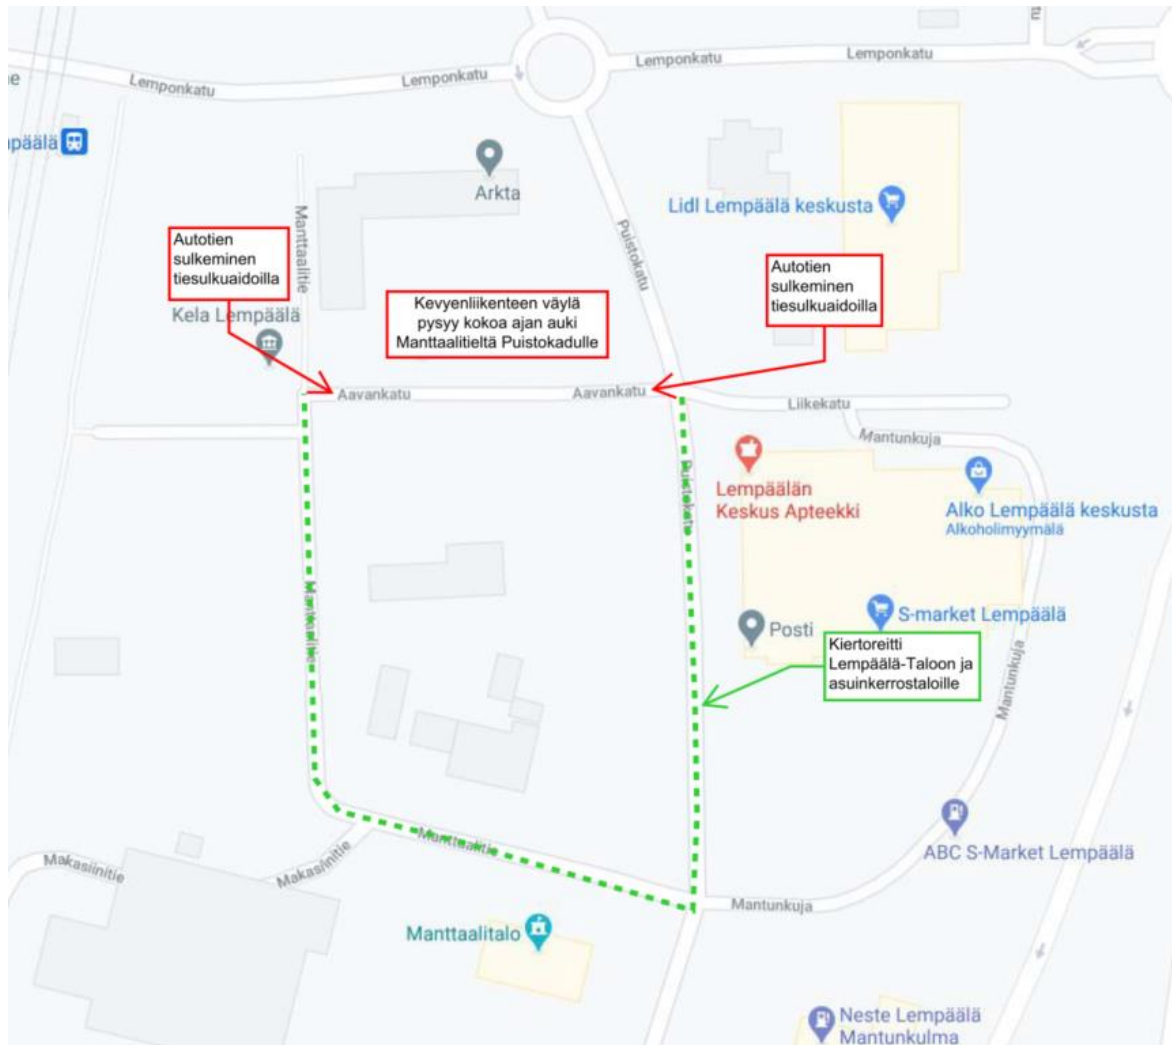 tu
Lemponkatu
Lemponkatu
Lemponkatu
Lemponkatu
ne
npäälä
Arkta
Lidl Lempäälä keskusta
Manttaalitie
Puistokatu
Autotien
sulkeminen
tiesulkuaidoilla
Autotien
sulkeminen
tiesulkuaidoilla
Kevyenliikenteen väylä
pysyy kokoa ajan auki
Manttaalitieltä Puistokadulle
Kela Lempäälä
Aavankatu
Aavankatu
Liikekatu
Mantunkuja
Lempäälän
Keskus Apteekki
Puistokatu
Alko Lempäälä keskusta
Alkoholimyymälä
Manttaalitie
S-market Lempäälä
Posti
Kiertoreitti
Lempäälä-Taloon ja
asuinkerrostaloille
Mantunkuja
Manttaalitie
ABC S-Market Lempäälä
Makasiinitie
Makasiinitie
Mantunkuja
Manttaalitalo
Neste Lempäälä
Mantunkulma